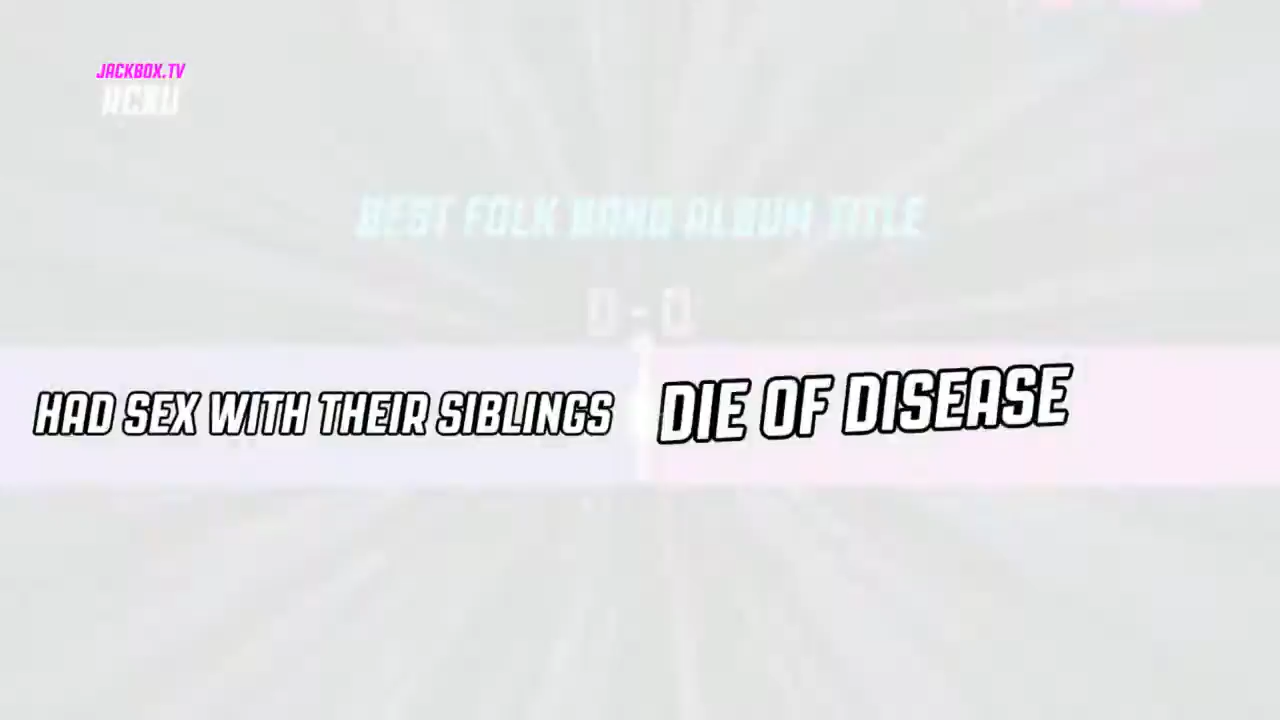 JACKBOX.TV
BEST FOLK BAND ALBUM TITLE
0 - 0
HAD SEX WITH THEIR SIBLINGS
DIE OF DISEASE